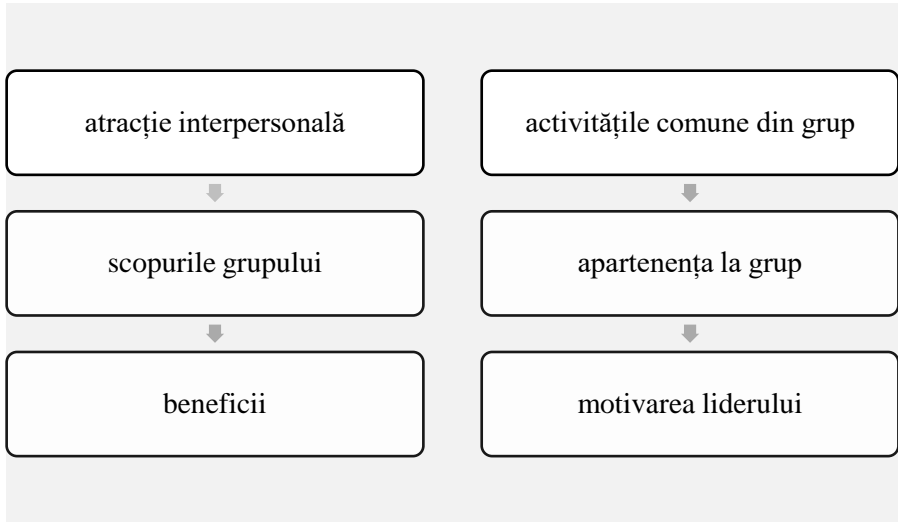 atracție interpersonală
scopurile grupului
beneficii
activitățile comune din grup
apartenența la grup
motivarea liderului